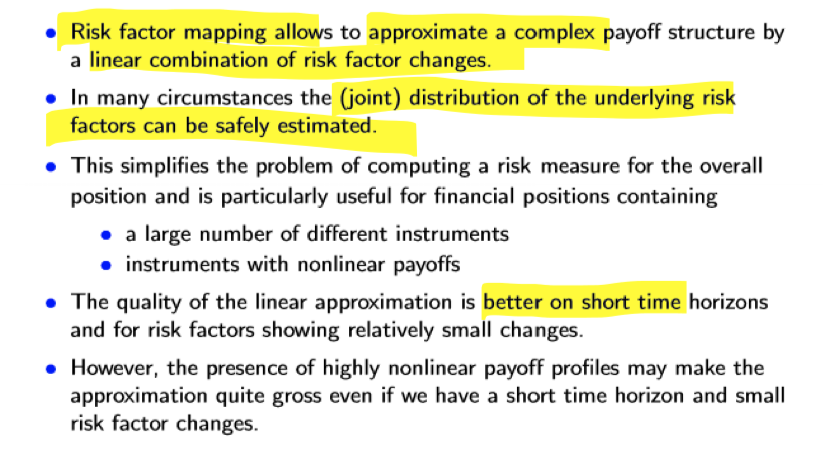 • Risk factor mapping allows to approximate a complex payoff structure by
a linear combination of risk factor changes.
• In many circumstances the (joint) distribution of the underlying risk
factors can be safely estimated.
• This simplifies the problem of computing a risk measure for the overall
position and is particularly useful for financial positions containing
• a large number of different instruments
• instruments with nonlinear payoffs
• The quality of the linear approximation is better on short time horizons
and for risk factors showing relatively small changes.
• However, the presence of highly nonlinear payoff profiles may make the
approximation quite gross even if we have a short time horizon and small
risk factor changes.